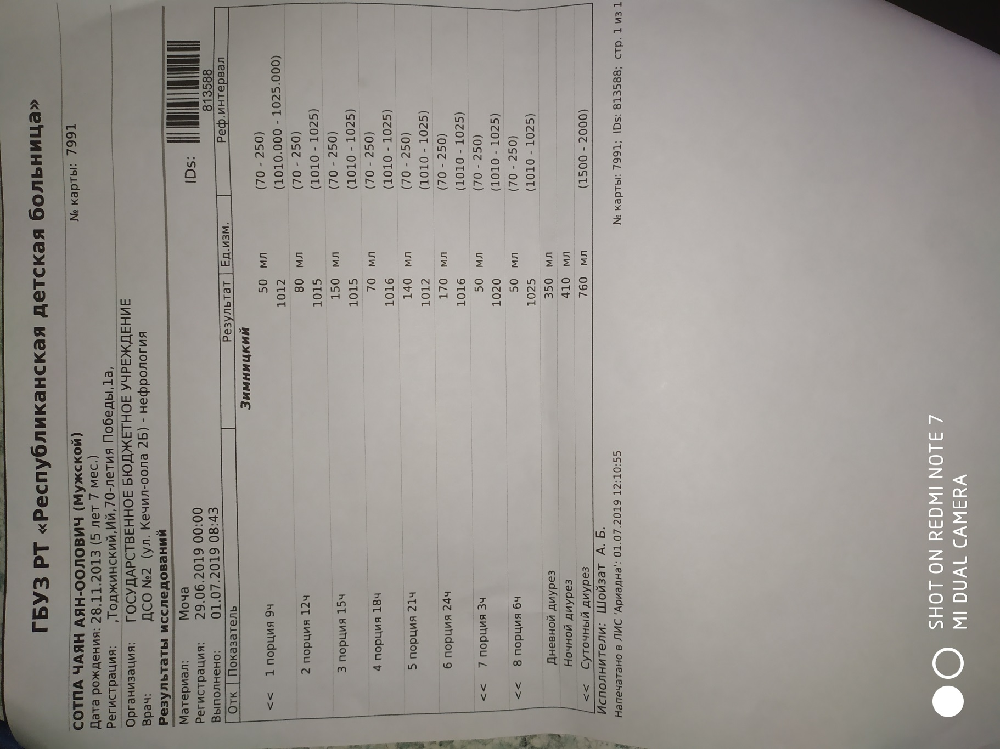 ГБУЗ РТ «Республиканская детская больница»
СОТПА ЧАЯН АЯН-ООЛОВИЧ (Мужской) № карты: 7991
Дата рождения: 28.11.2013 (5 лет 7 мес.)
Регистрация: ,Тоджинский,Ий,70-летия Победы,1а,
Организация: ГОСУДАРСТВЕННОЕ БЮДЖЕТНОЕ УЧРЕЖДЕНИЕ
Врач: ДСО №2 (ул. Кечил-оола 2Б) - нефрология
Результаты исследований
Материал: Моча IDs:
Регистрация: 29.06.2019 00:00
Выполнено: 01.07.2019 08:43 813588
Отк Показатель Результат Ед.изм. Реф.интервал
Зимницкий
<< 1 порция 9ч 50 мл (70 - 250)
1012 (1010.000 - 1025.000)
2 порция 12ч 80 мл (70 - 250)
1015 (1010 - 1025)
3 порция 15ч 150 мл (70 - 250)
1015 (1010 - 1025)
4 порция 18ч 70 мл (70 - 250)
1016 (1010 - 1025)
5 порция 21ч 140 мл (70 - 250)
1012 (1010 - 1025)
6 порция 24ч 170 мл (70 - 250)
1016 (1010 - 1025)
<< 7 порция 3ч 50 мл (70 - 250)
1020 (1010 - 1025)
<< 8 порция 6ч 50 мл (70 - 250)
1025 (1010 - 1025)
Дневной диурез 350 мл
Ночной диурез 410 мл
<< Суточный диурез 760 мл (1500 - 2000)
Исполнители: Шойзат А. Б.
Напечатано в ЛИС 'Ариадна': 01.07.2019 12:10:55 № карты: 7991; IDs: 813588; стр. 1 из 1
SHOT ON REDMI NOTE 7
MI DUAL CAMERA